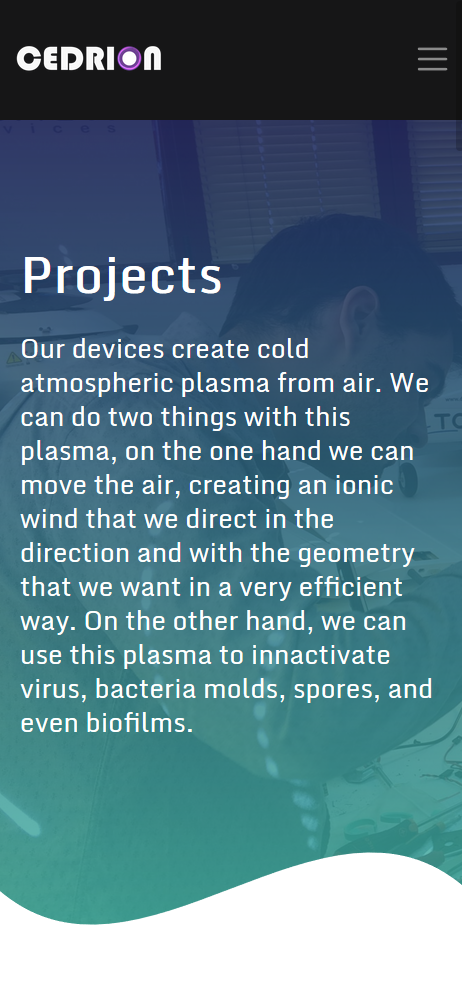 CEDRION
vices
Projects
Our devices create cold
atmospheric plasma from air. We
can do two things with this
plasma, on the one hand we can
move the air, creating an ionic
wind that we direct in the
direction and with the geometry
that we want in a very efficient
way. On the other hand, we can
use this plasma to innactivate
virus, bacteria molds, spores, and
even biofilms.